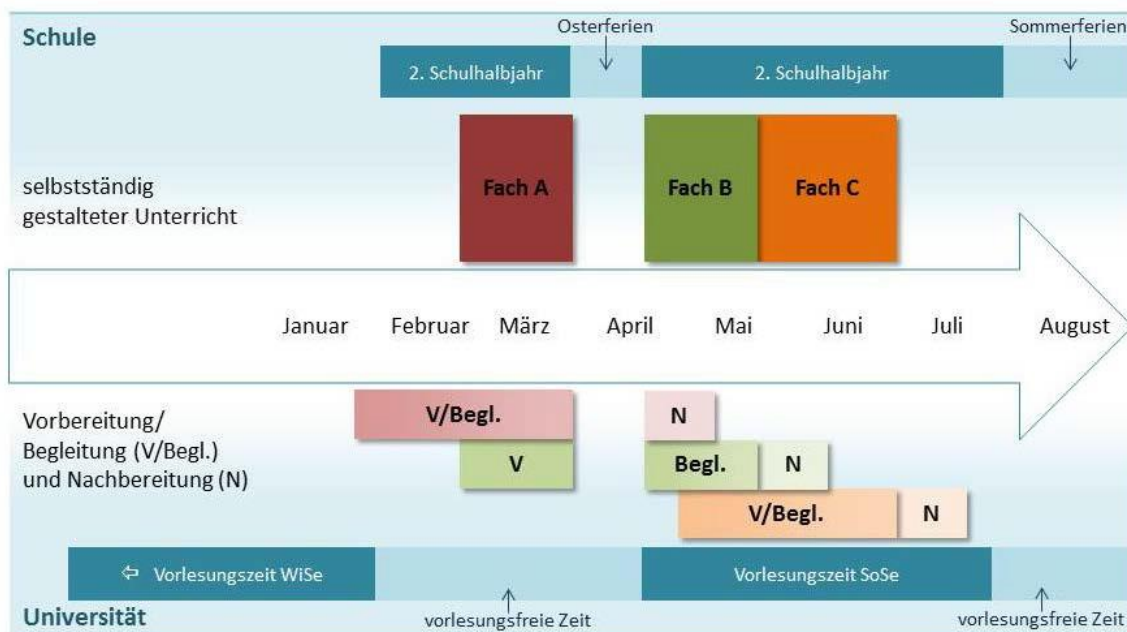 Schule
Osterferien
Sommerferien
2. Schulhalbjahr
2. Schulhalbjahr
selbstständig
gestalteter Unterricht
Fach A
Fach B
Fach C
Januar
Februar
März
April
Mai
Juni
Juli
August
Vorbereitung/
Begleitung (V/Begl.)
und Nachbereitung (N)
V/Begl.
N
V
Begl.
N
V/Begl.
N
⇦ Vorlesungszeit WiSe
Vorlesungszeit SoSe
Universität
vorlesungsfreie Zeit
vorlesungsfreie Zeit